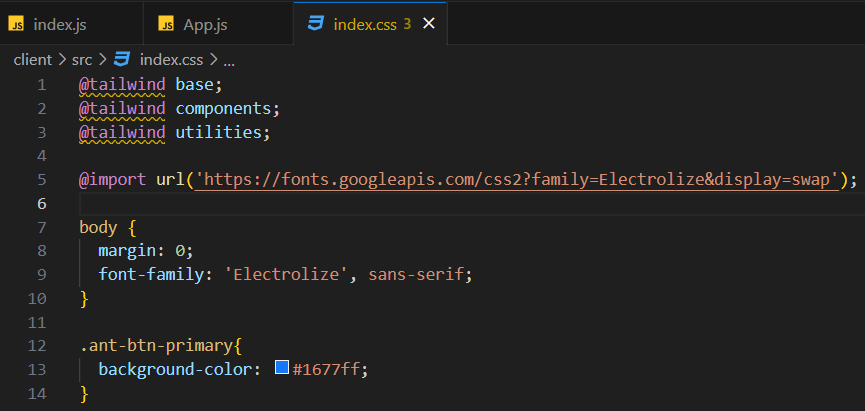 JS index.js
JS App.js
index.css 3 ×
client > src > index.css > ...
1 @tailwind base;
2 @tailwind components;
3 @tailwind utilities;
4
5 @import url('https://fonts.googleapis.com/css2?family=Electrolize&display=swap');
6
7 body {
8   margin: 0;
9   font-family: 'Electrolize', sans-serif;
10 }
11
12 .ant-btn-primary{
13   background-color: #1677ff;
14 }